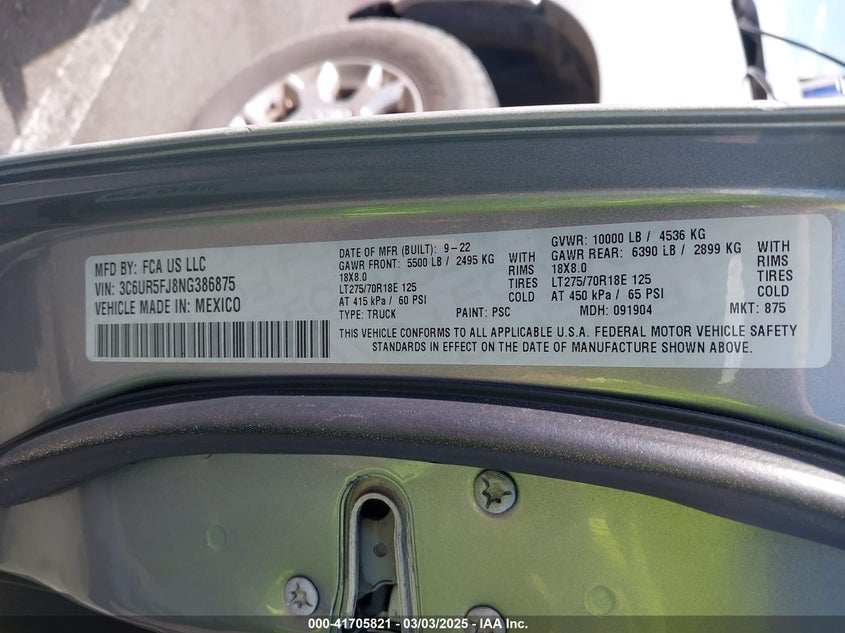 MFD BY: FCA US LLC
VIN: 3C6UR5FJ8NG386875
VEHICLE MADE IN: MEXICO
DATE OF MFR (BUILT): 9-22
GAWR FRONT: 5500 LB / 2495 KG WITH
18X8.0 RIMS
LT275/70R18E 125 TIRES
AT 415 kPa / 60 PSI COLD
TYPE: TRUCK PAINT: PSC
GVWR: 10000 LB / 4536 KG
GAWR REAR: 6390 LB / 2899 KG WITH
18X8.0 RIMS
LT275/70R18E 125 TIRES
AT 450 kPa / 65 PSI COLD
MDH: 091904 MKT: 875
THIS VEHICLE CONFORMS TO ALL APPLICABLE U.S.A. FEDERAL MOTOR VEHICLE SAFETY
STANDARDS IN EFFECT ON THE DATE OF MANUFACTURE SHOWN ABOVE.
000-41705821 - 03/03/2025 - IAA Inc.